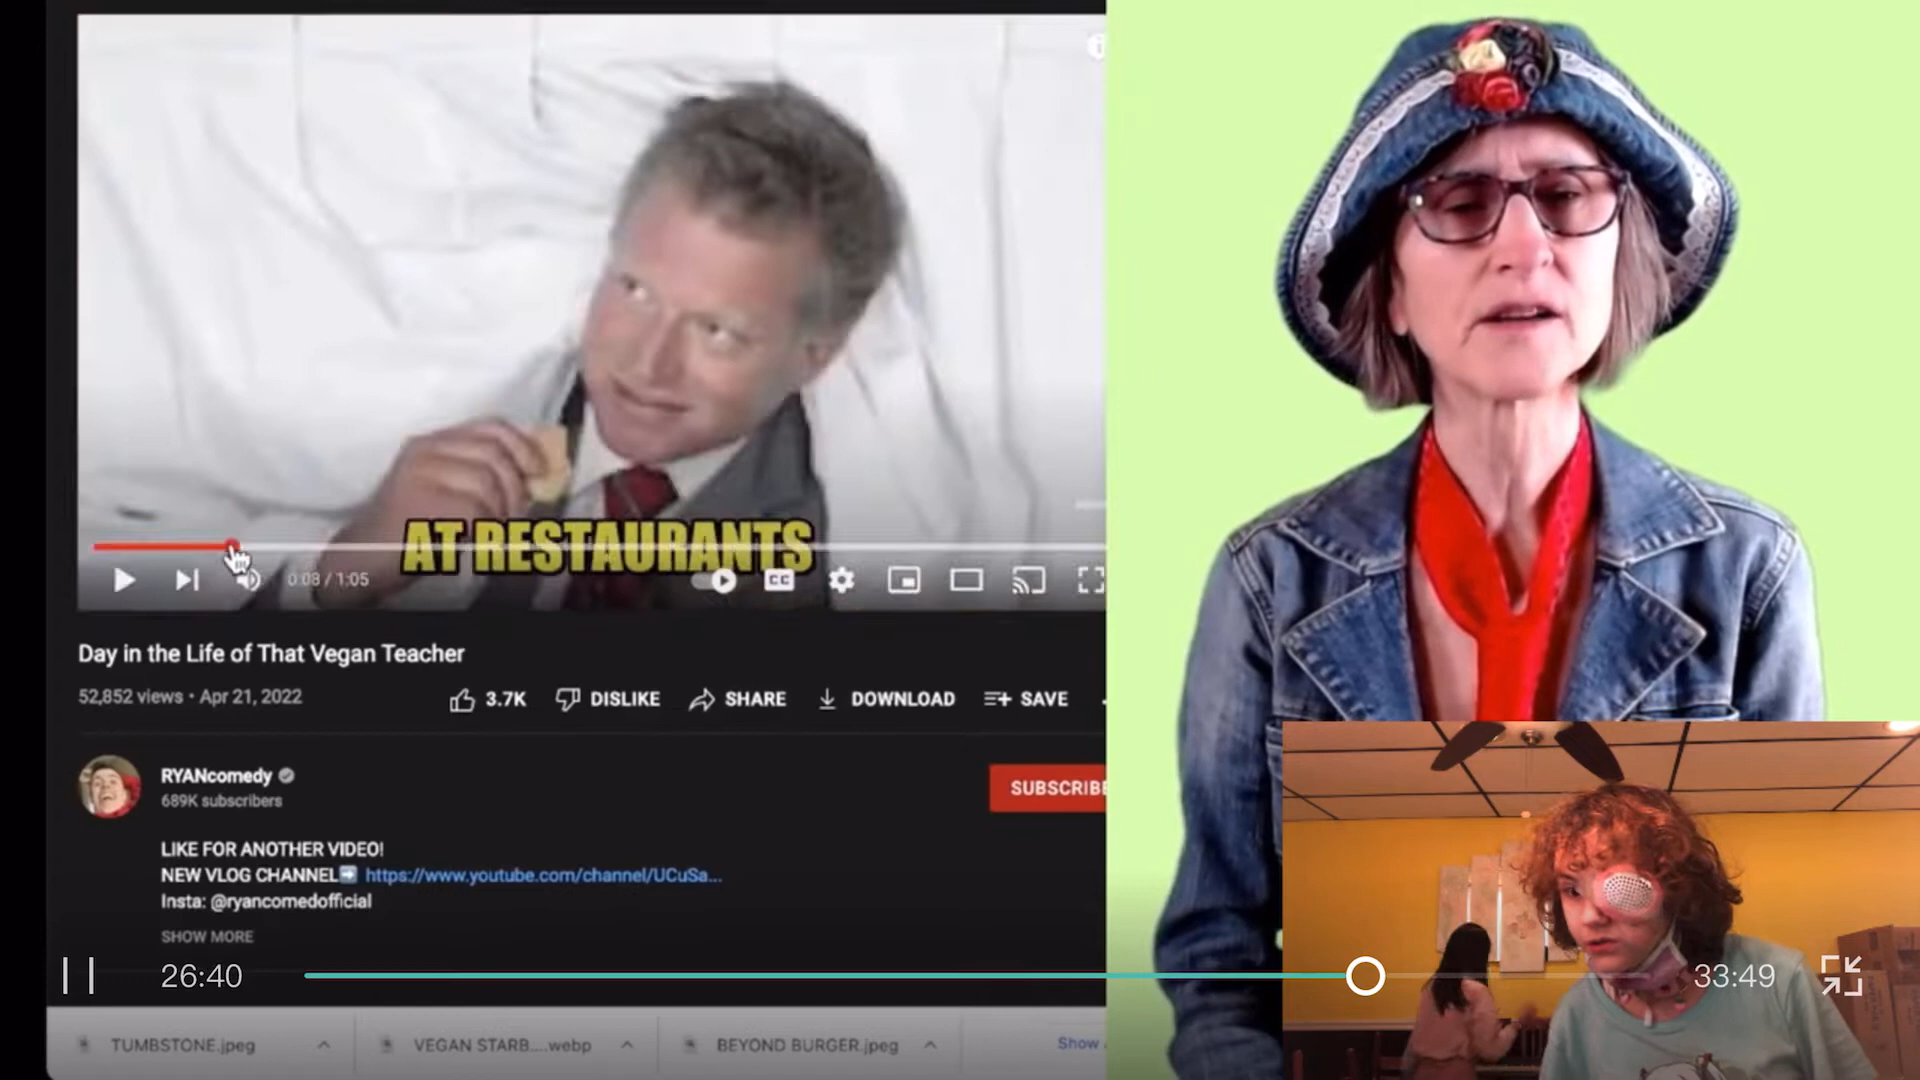 AT RESTAURANTS
0:08 / 1:05
CC
Day in the Life of That Vegan Teacher
52,852 views • Apr 21, 2022
3.7K
DISLIKE
SHARE
DOWNLOAD
SAVE
RYANcomedy
689K subscribers
SUBSCRIBE
LIKE FOR ANOTHER VIDEO!
NEW VLOG CHANNEL➡️ https://www.youtube.com/channel/UCuSa...
Insta: @ryancomedofficial
SHOW MORE
26:40
33:49
TUMBSTONE.jpeg
VEGAN STARB....webp
BEYOND BURGER.jpeg
Show